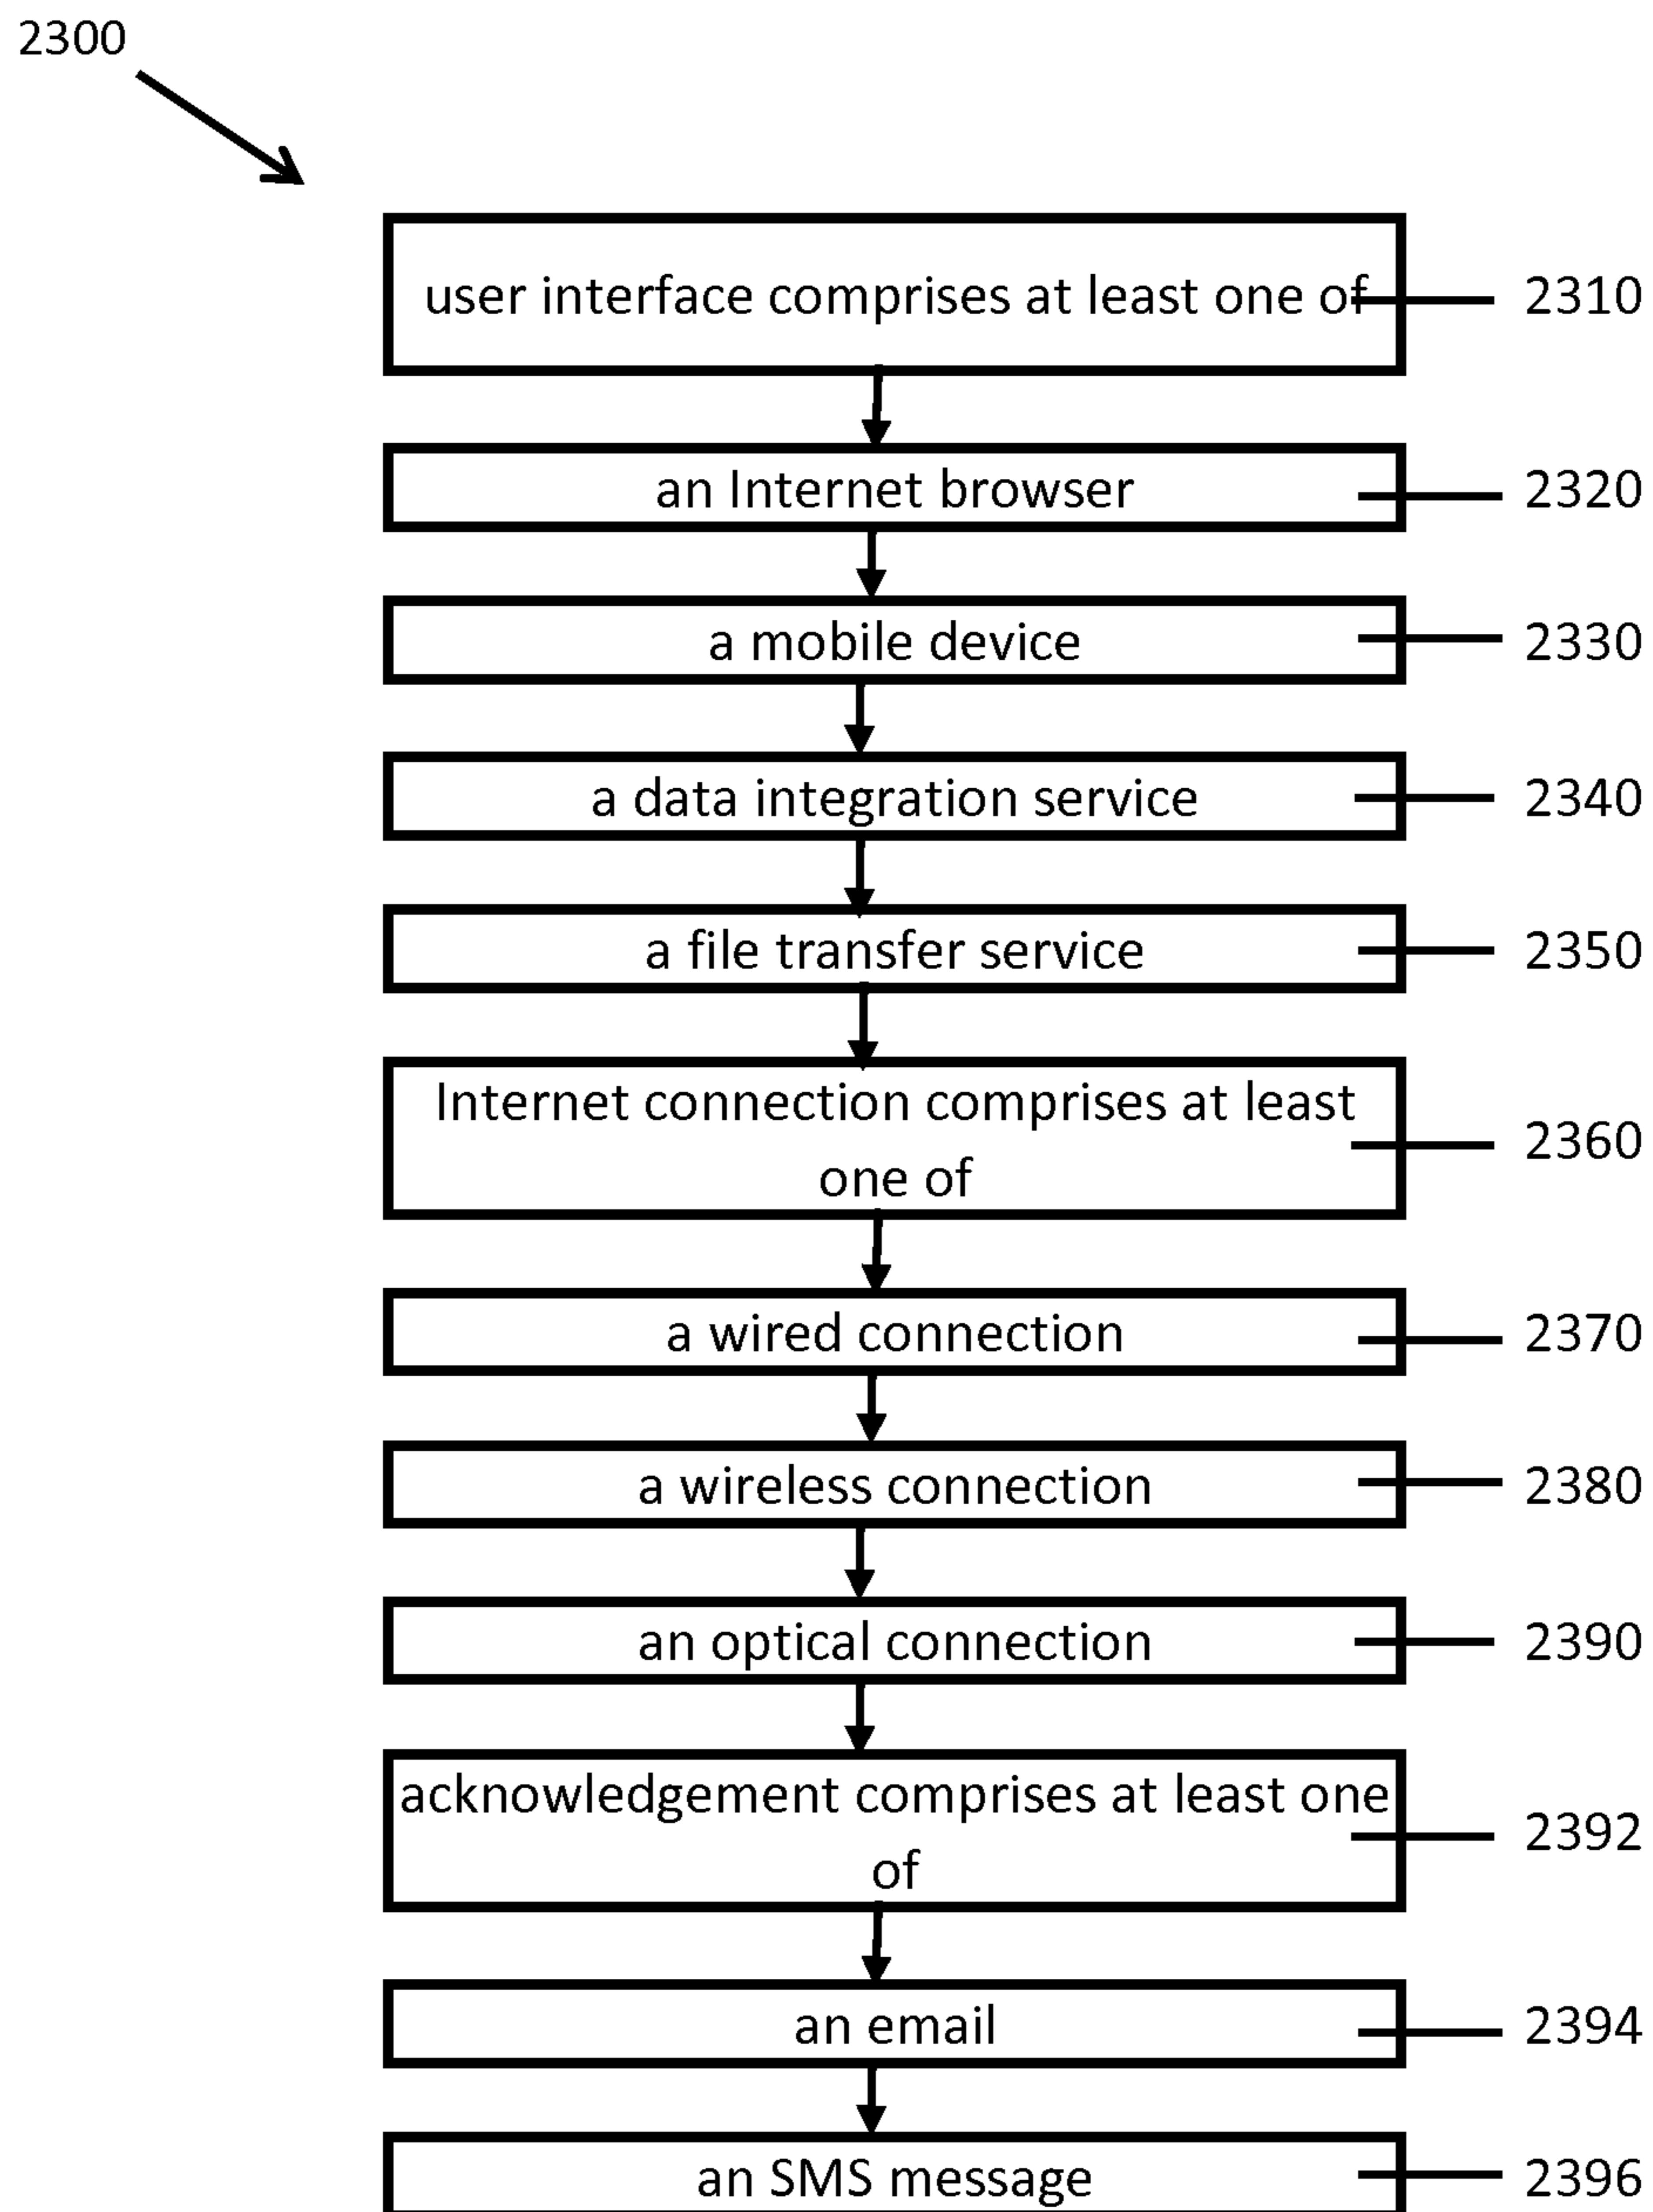 2300
user interface comprises at least one of
2310
an Internet browser
2320
a mobile device
2330
a data integration service
2340
a file transfer service
2350
Internet connection comprises at least
one of
2360
a wired connection
2370
a wireless connection
2380
an optical connection
2390
acknowledgement comprises at least one
of
2392
an email
2394
an SMS message
2396